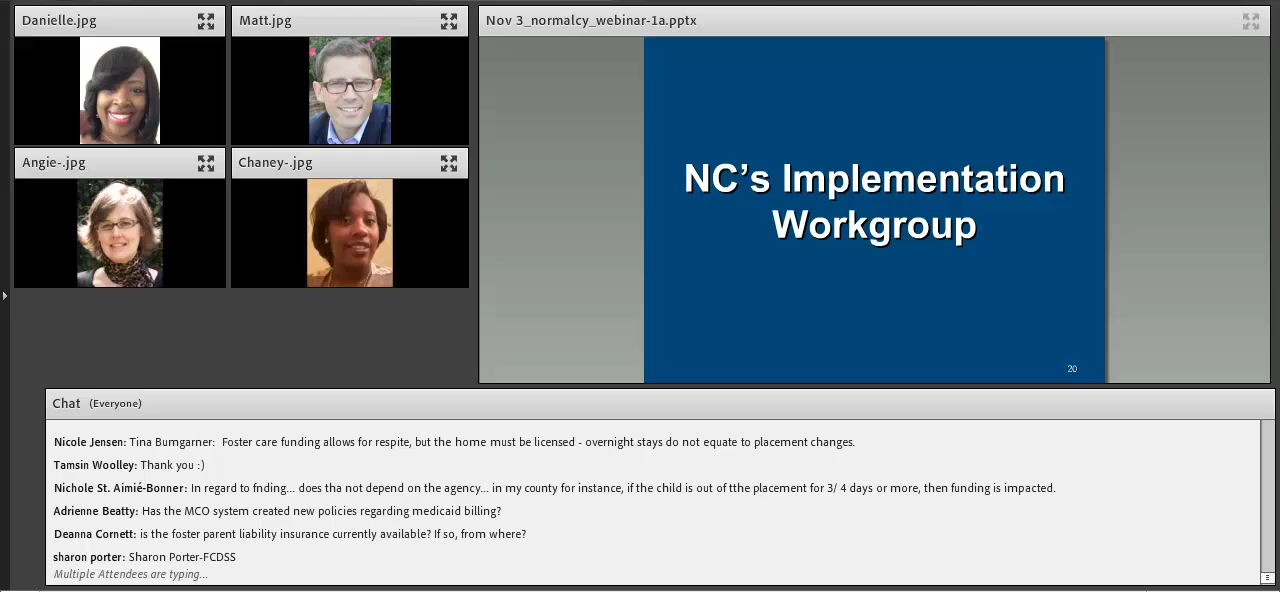 Danielle.jpg
Matt.jpg
Nov 3_normalcy_webinar-1a.pptx
Angie-.jpg
Chaney-.jpg
NC's Implementation
Workgroup
20
Chat (Everyone)
Nicole Jensen: Tina Bumgarner: Foster care funding allows for respite, but the home must be licensed - overnight stays do not equate to placement changes.
Tamsin Woolley: Thank you :)
Nichole St. Aimié-Bonner: In regard to fnding... does tha not depend on the agency... in my county for instance, if the child is out of tthe placement for 3/ 4 days or more, then funding is impacted.
Adrienne Beatty: Has the MCO system created new policies regarding medicaid billing?
Deanna Cornett: is the foster parent liability insurance currently available? If so, from where?
sharon porter: Sharon Porter-FCDSS
Multiple Attendees are typing...